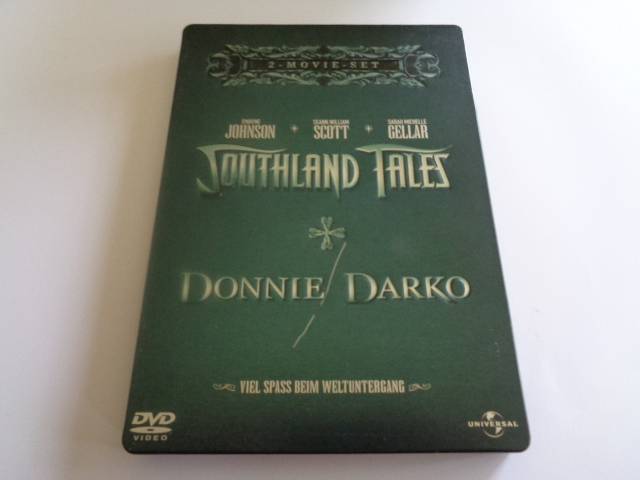 2-MOVIE-SET
DWAYNE JOHNSON + SEANN WILLIAM SCOTT + SARAH MICHELLE GELLAR
SOUTHLAND TALES
DONNIE DARKO
VIEL SPASS BEIM WELTUNTERGANG
DVD
VIDEO
UNIVERSAL